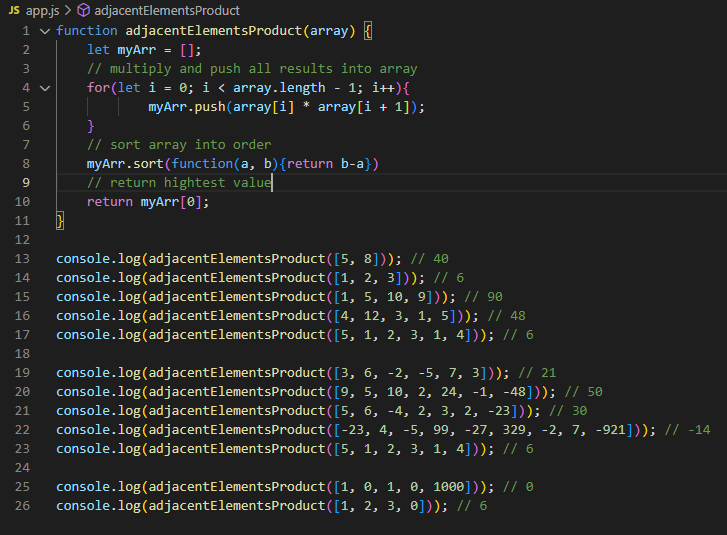 JS app.js > adjacentElementsProduct
1 function adjacentElementsProduct(array) {
2 let myArr = [];
3 // multiply and push all results into array
4 for(let i = 0; i < array.length - 1; i++){
5 myArr.push(array[i] * array[i + 1]);
6 }
7 // sort array into order
8 myArr.sort(function(a, b){return b-a})
9 // return hightest value
10 return myArr[0];
11 }
12
13 console.log(adjacentElementsProduct([5, 8])); // 40
14 console.log(adjacentElementsProduct([1, 2, 3])); // 6
15 console.log(adjacentElementsProduct([1, 5, 10, 9])); // 90
16 console.log(adjacentElementsProduct([4, 12, 3, 1, 5])); // 48
17 console.log(adjacentElementsProduct([5, 1, 2, 3, 1, 4])); // 6
18
19 console.log(adjacentElementsProduct([3, 6, -2, -5, 7, 3])); // 21
20 console.log(adjacentElementsProduct([9, 5, 10, 2, 24, -1, -48])); // 50
21 console.log(adjacentElementsProduct([5, 6, -4, 2, 3, 2, -23])); // 30
22 console.log(adjacentElementsProduct([-23, 4, -5, 99, -27, 329, -2, 7, -921])); // -14
23 console.log(adjacentElementsProduct([5, 1, 2, 3, 1, 4])); // 6
24
25 console.log(adjacentElementsProduct([1, 0, 1, 0, 1000])); // 0
26 console.log(adjacentElementsProduct([1, 2, 3, 0])); // 6